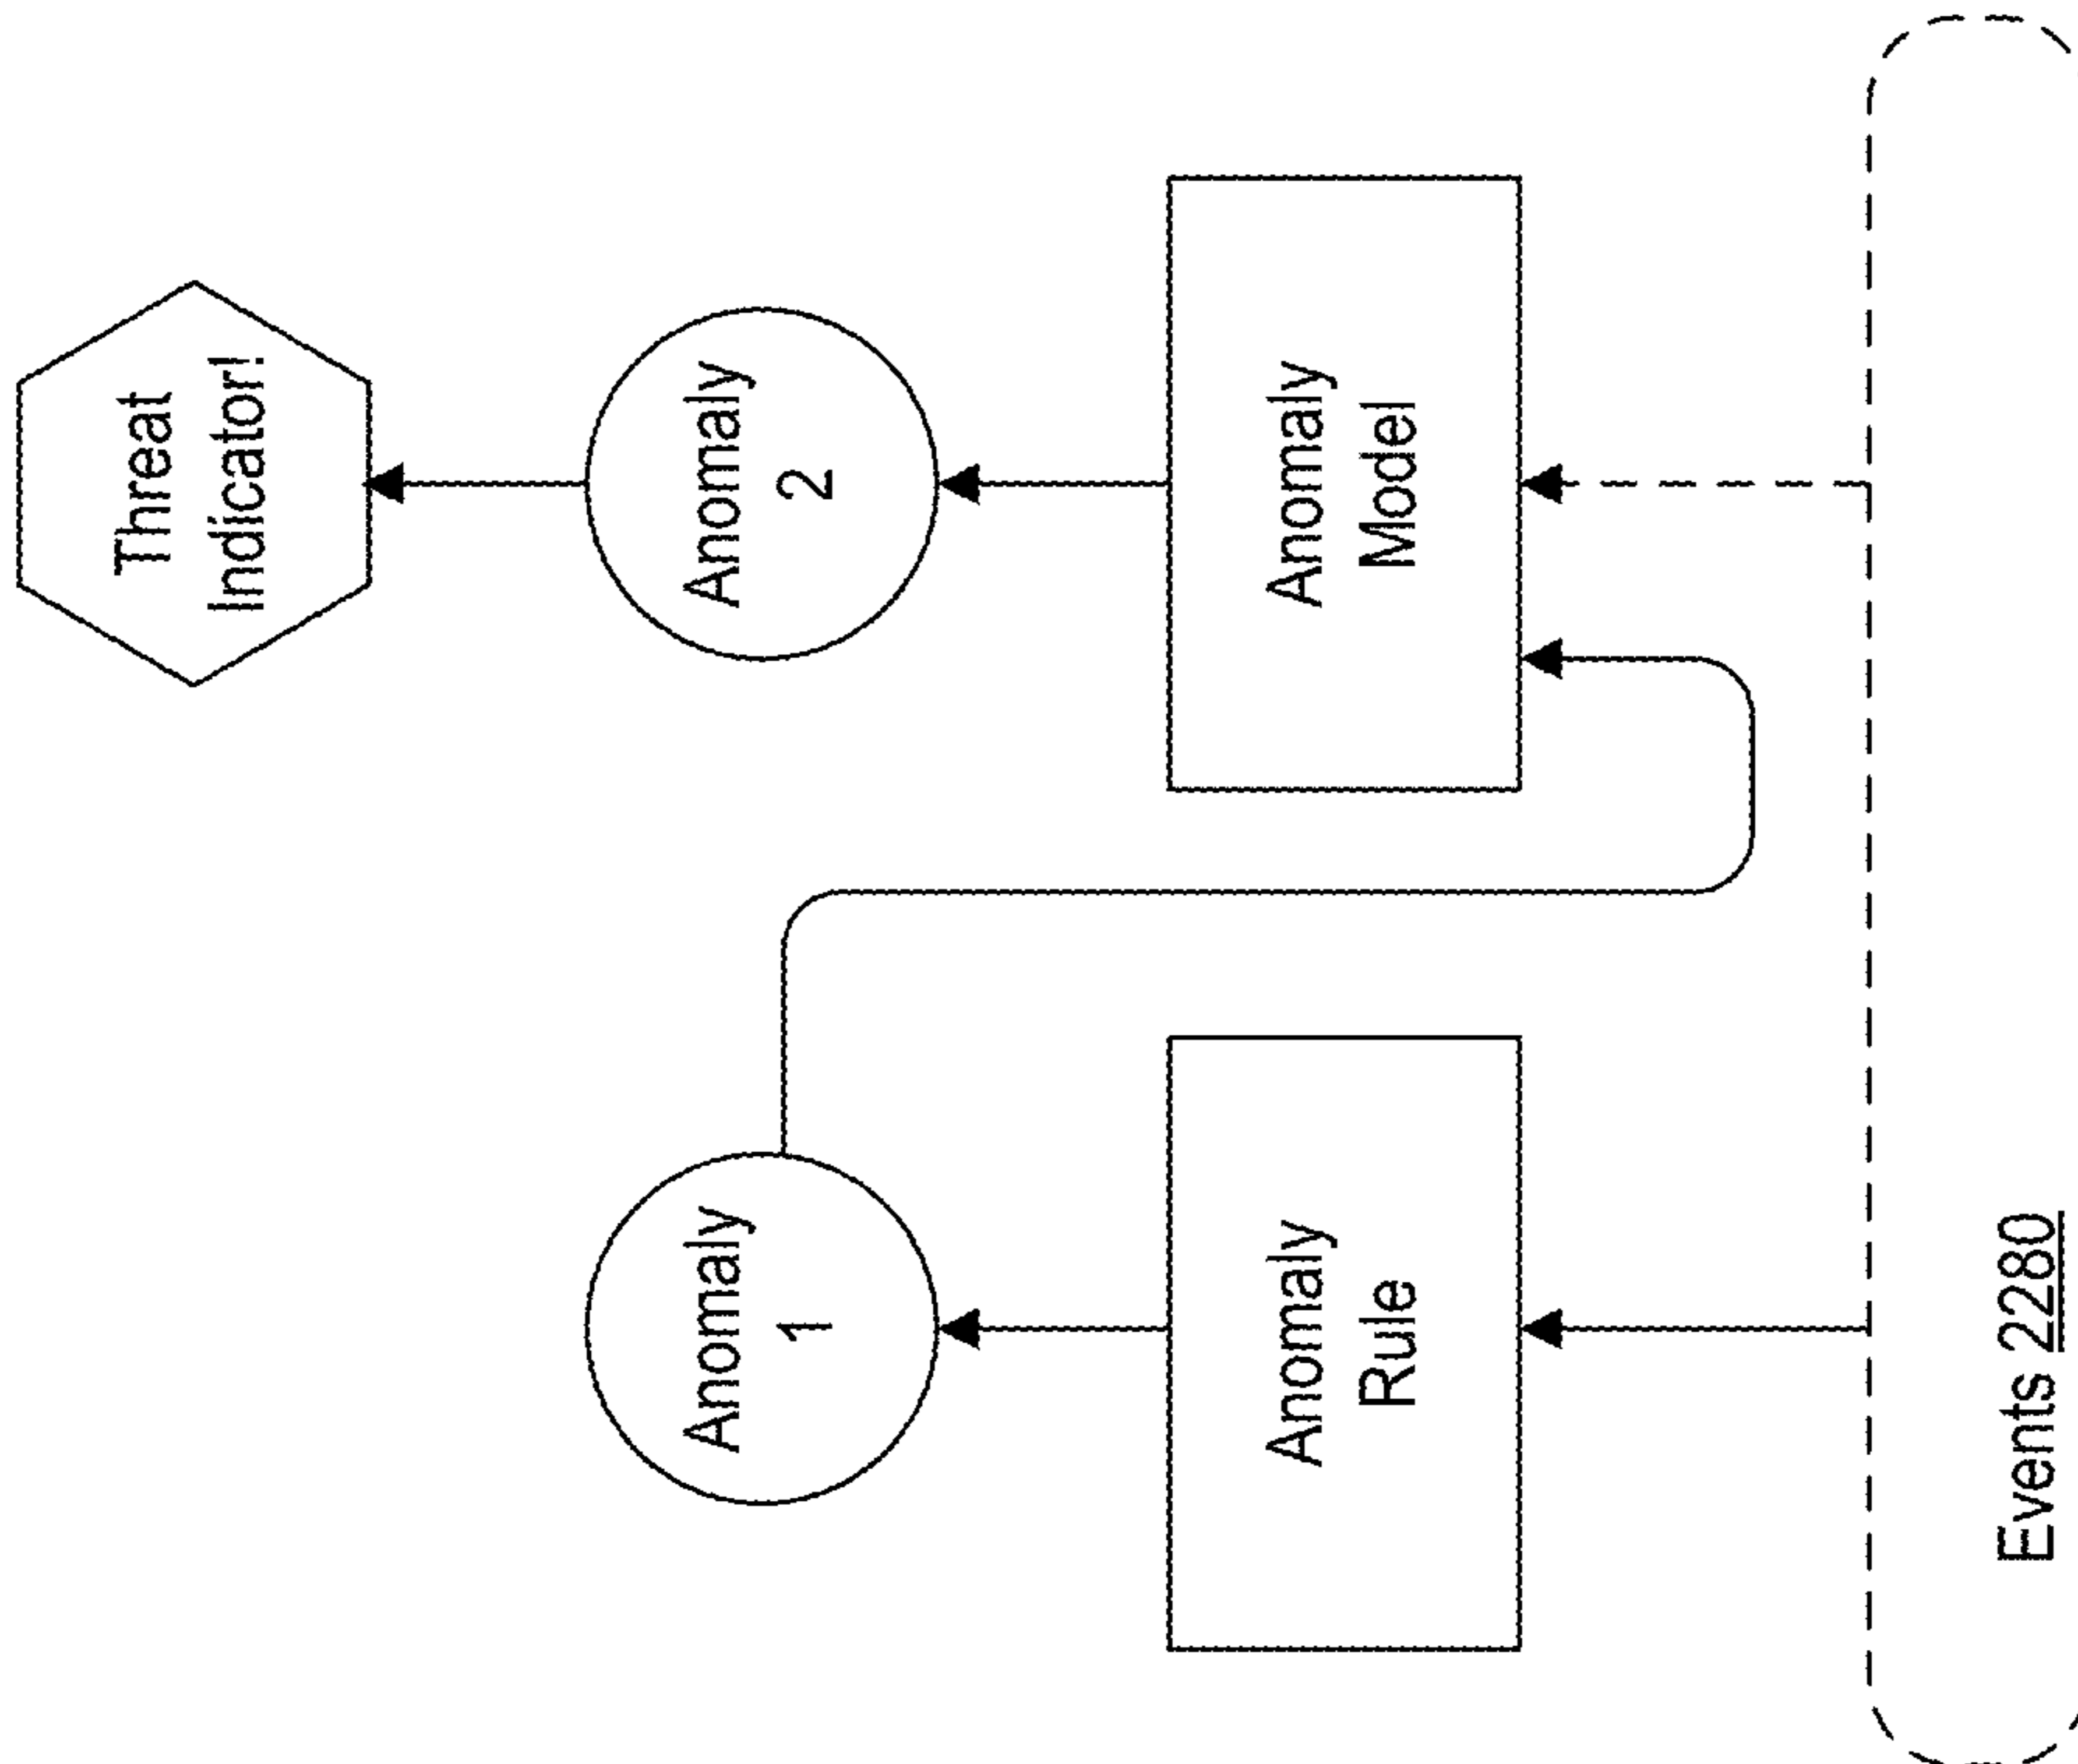 Threat
Indicator!
Anomaly
2
Anomaly
Model
Anomaly
1
Anomaly
Rule
Events 2280